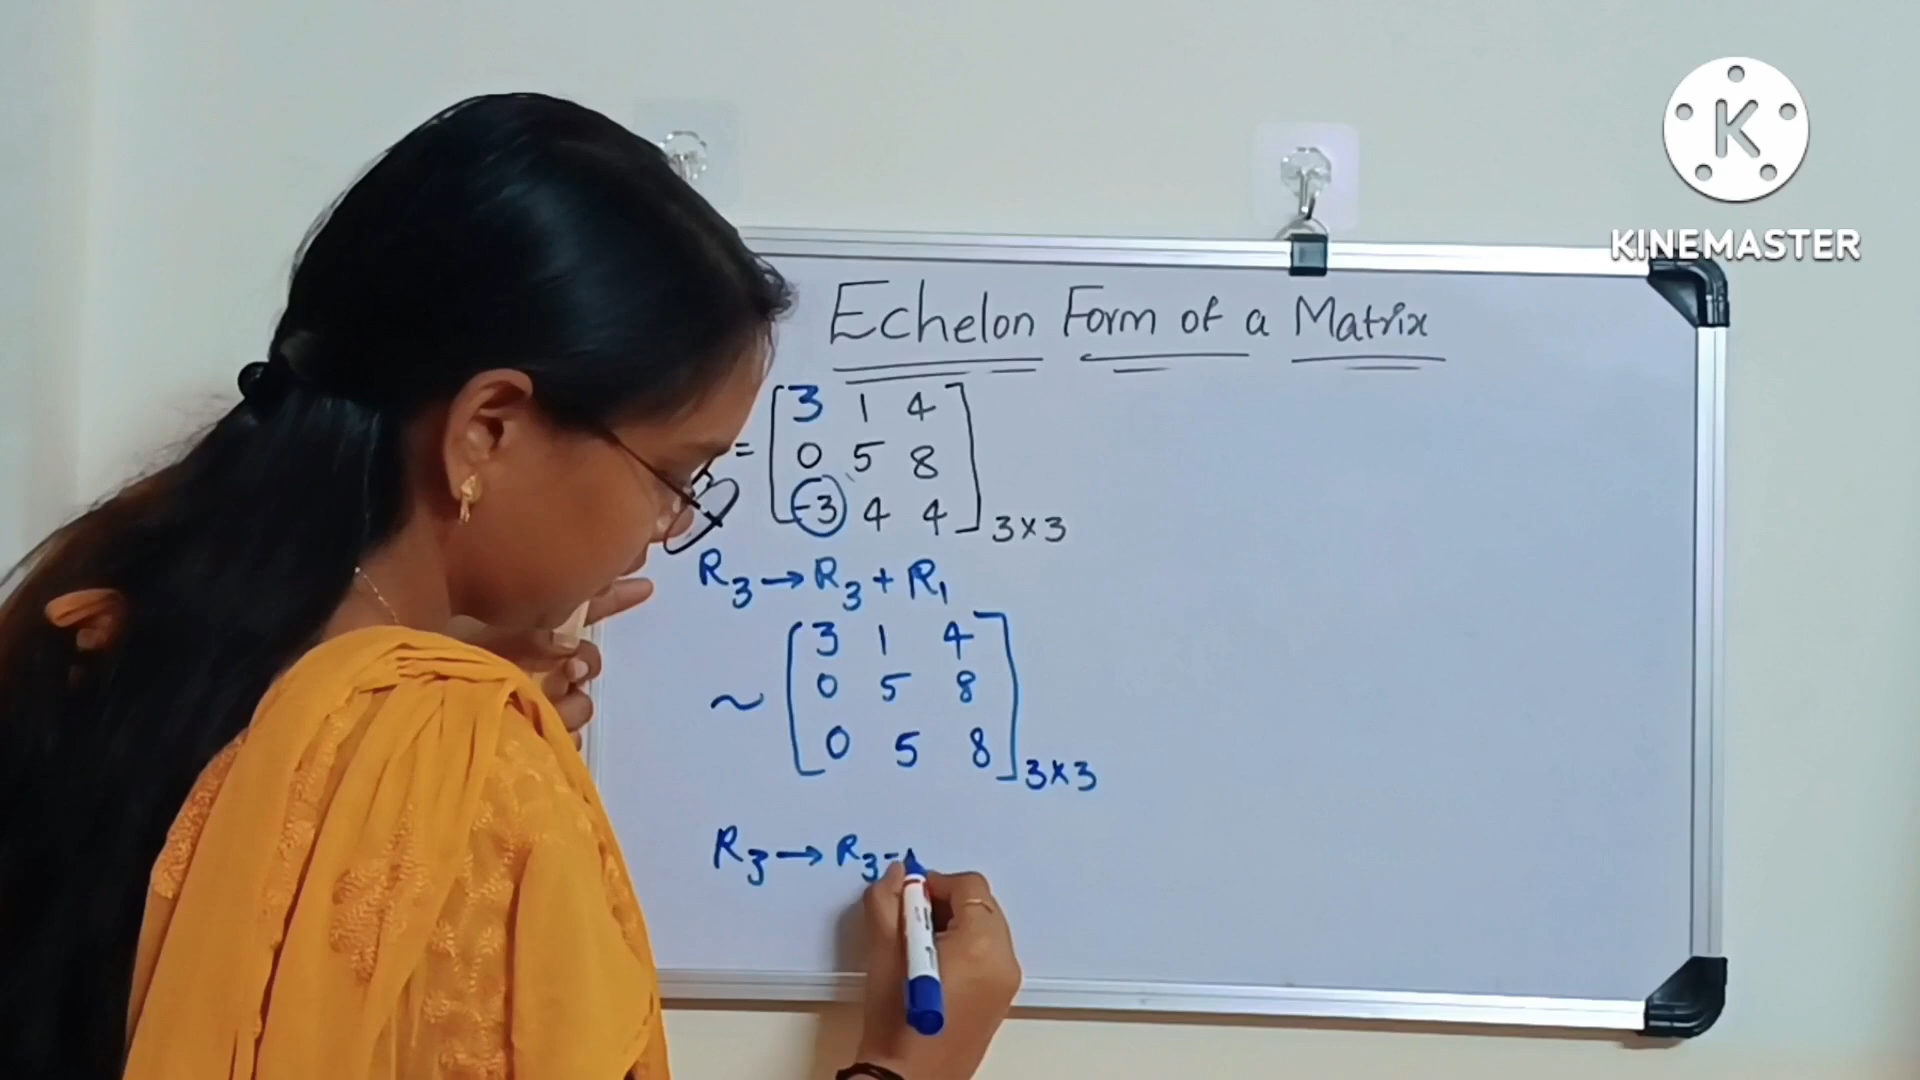 K
KINEMASTER
Echelon Form of a Matrix
= [3 1 4
0 5 8
-3 4 4] 3×3
R3 → R3 + R1
~ [3 1 4
0 5 8
0 5 8] 3×3
R3 → R3 -